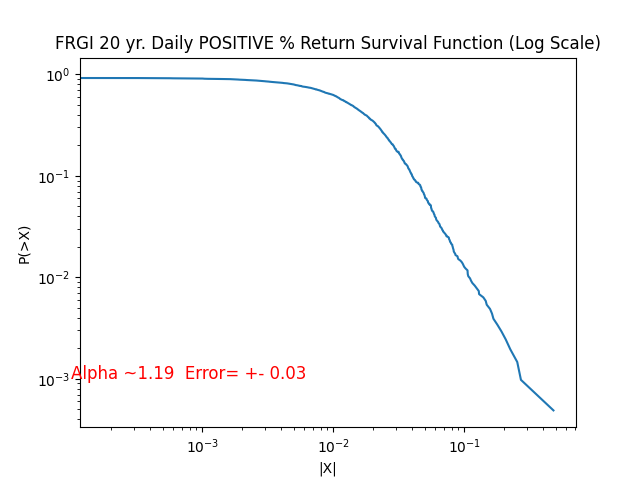 FRGI 20 yr. Daily POSITIVE % Return Survival Function (Log Scale)
10^0
10^-1
10^-2
10^-3
P(>X)
Alpha ~1.19  Error= +- 0.03
10^-3 10^-2 10^-1
|X|